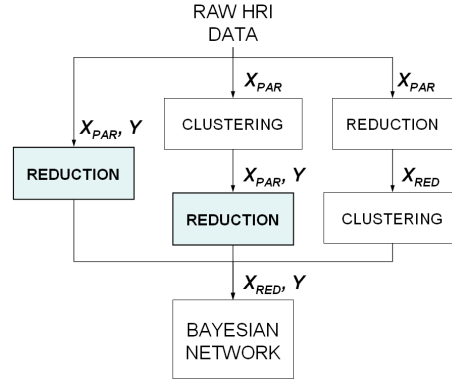 RAW HRI
DATA
X_PAR
X_PAR
X_PAR, Y
CLUSTERING
REDUCTION
REDUCTION
X_PAR, Y
X_RED
REDUCTION
CLUSTERING
X_RED, Y
BAYESIAN
NETWORK